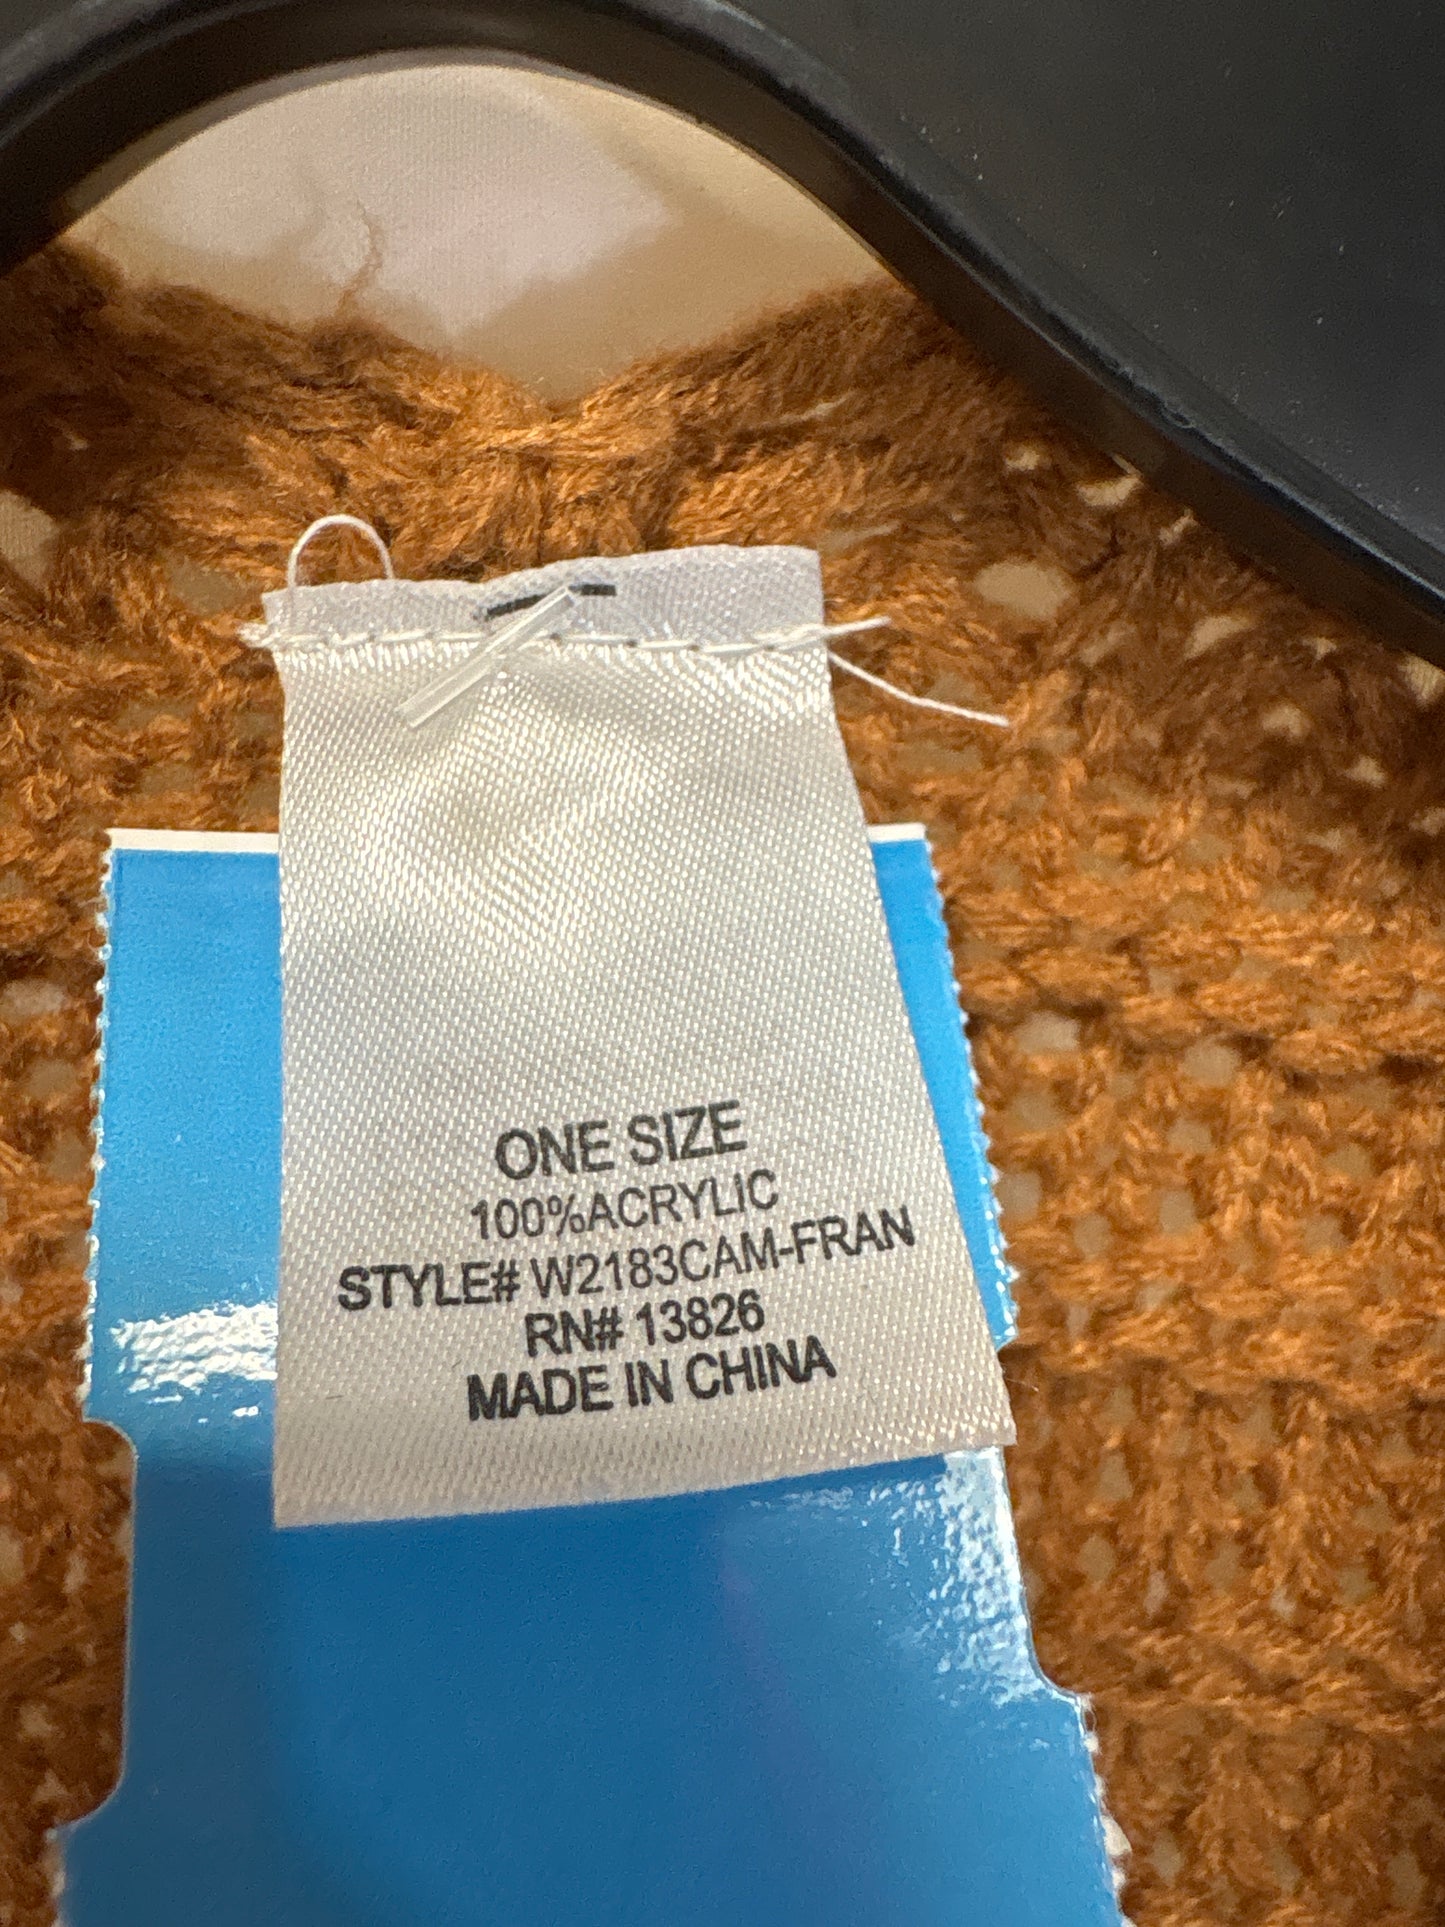 ONE SIZE
100%ACRYLIC
STYLE# W2183CAM-FRAN
RN# 13826
MADE IN CHINA